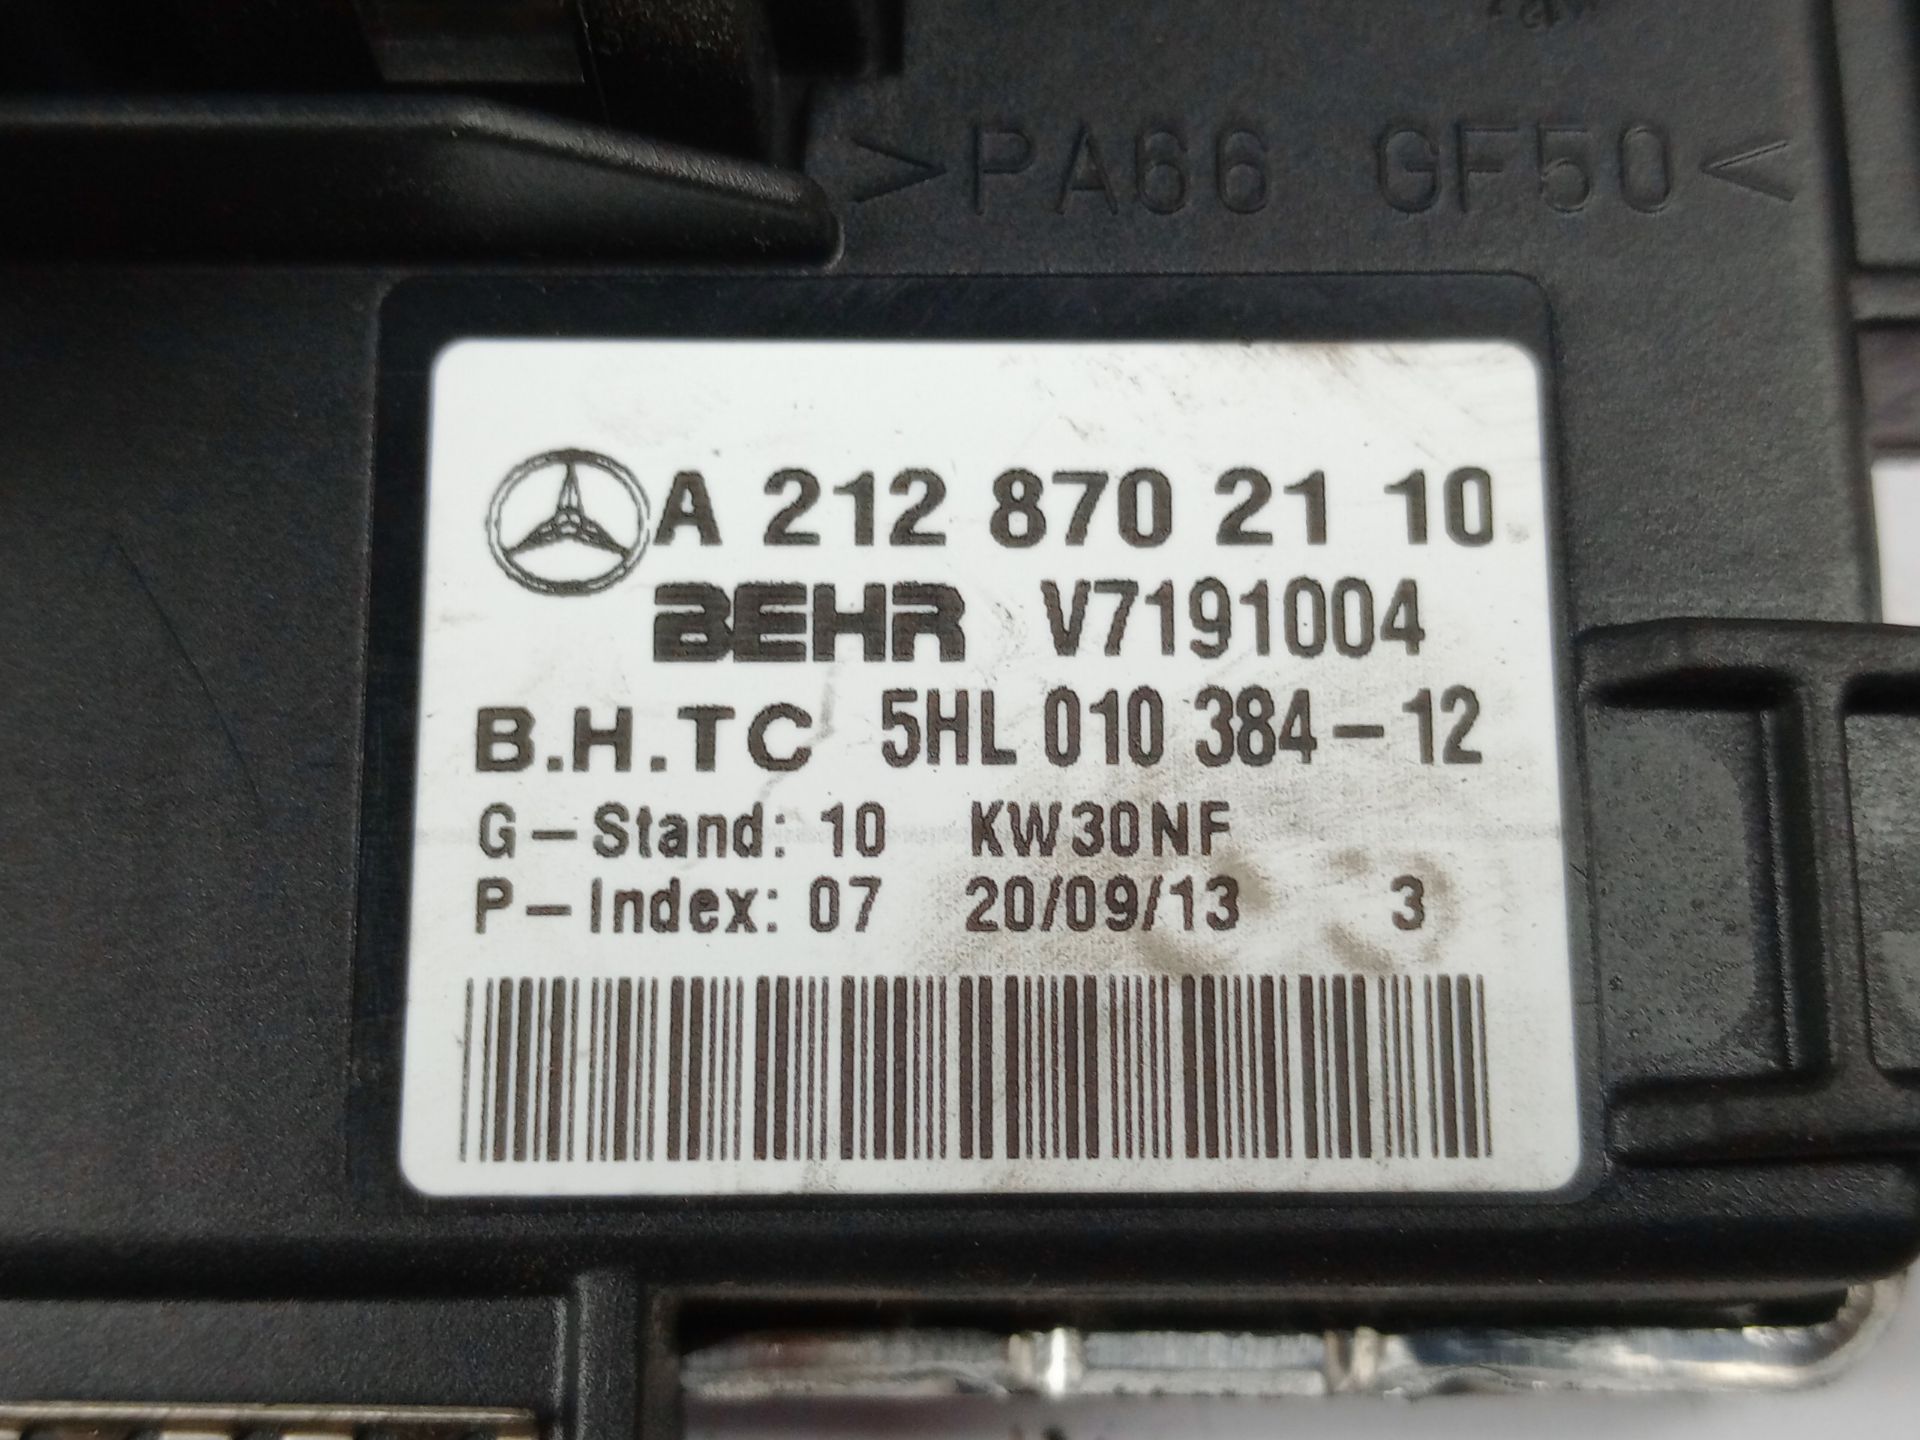 >PA66 GF50<
A 212 870 21 10
BEHR V7191004
B.H.TC 5HL 010 384-12
G-Stand: 10 KW30NF
P-Index: 07 20/09/13 3